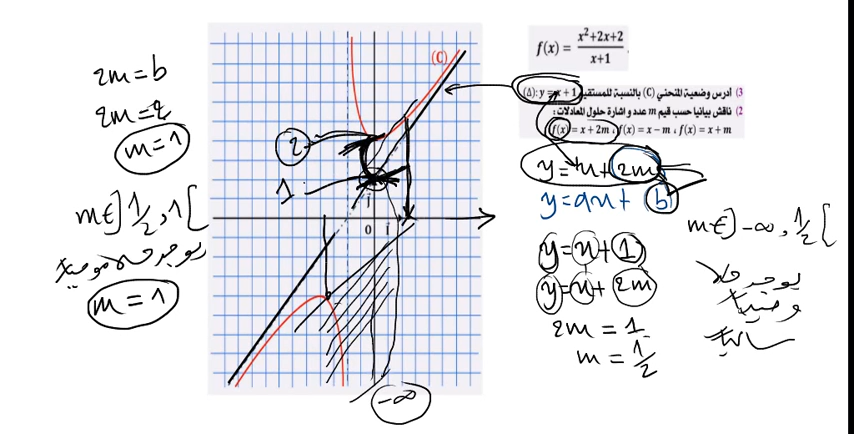 f(x) = x²+2x+2 / x+1
3) أدرس وضعية المنحني (C) بالنسبة للمستقيم (Δ): y = x + 1
2) ناقش بيانيا حسب قيم m عدد و اشارة حلول المعادلات :
f(x) = x + m ، f(x) = x − m ، f(x) = x + 2m
y = x + 2m
y = ax + b
y = x + 1
y = x + 2m
2m = 1
m = 1/2
m ∈ ]-∞, 1/2[
يوجد حلا
وحيدا
سالبا
2m = b
2m = 2
m = 1
m ∈ ]1/2, 1[
يوجد حلا موجبا
m = 1
(C)
2
1
j
0 i
-∞